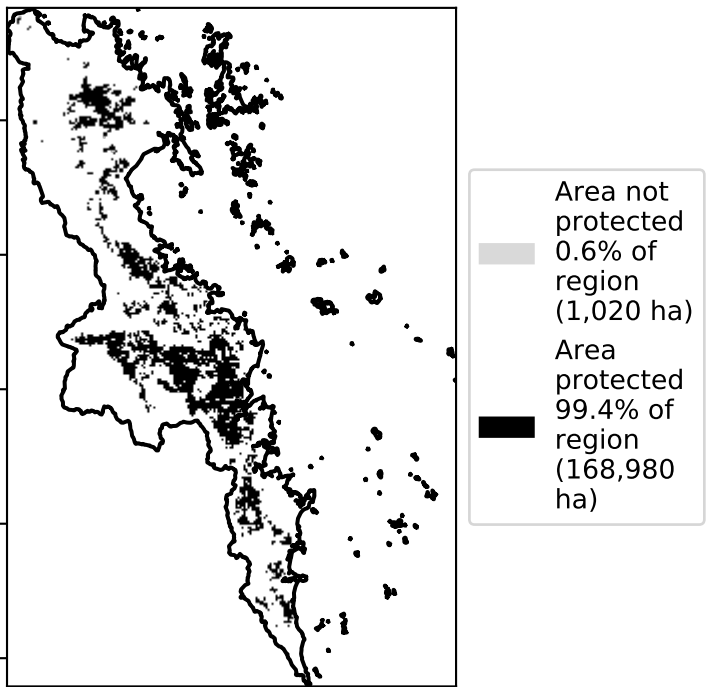 Area not
protected
0.6% of
region
(1,020 ha)
Area
protected
99.4% of
region
(168,980
ha)